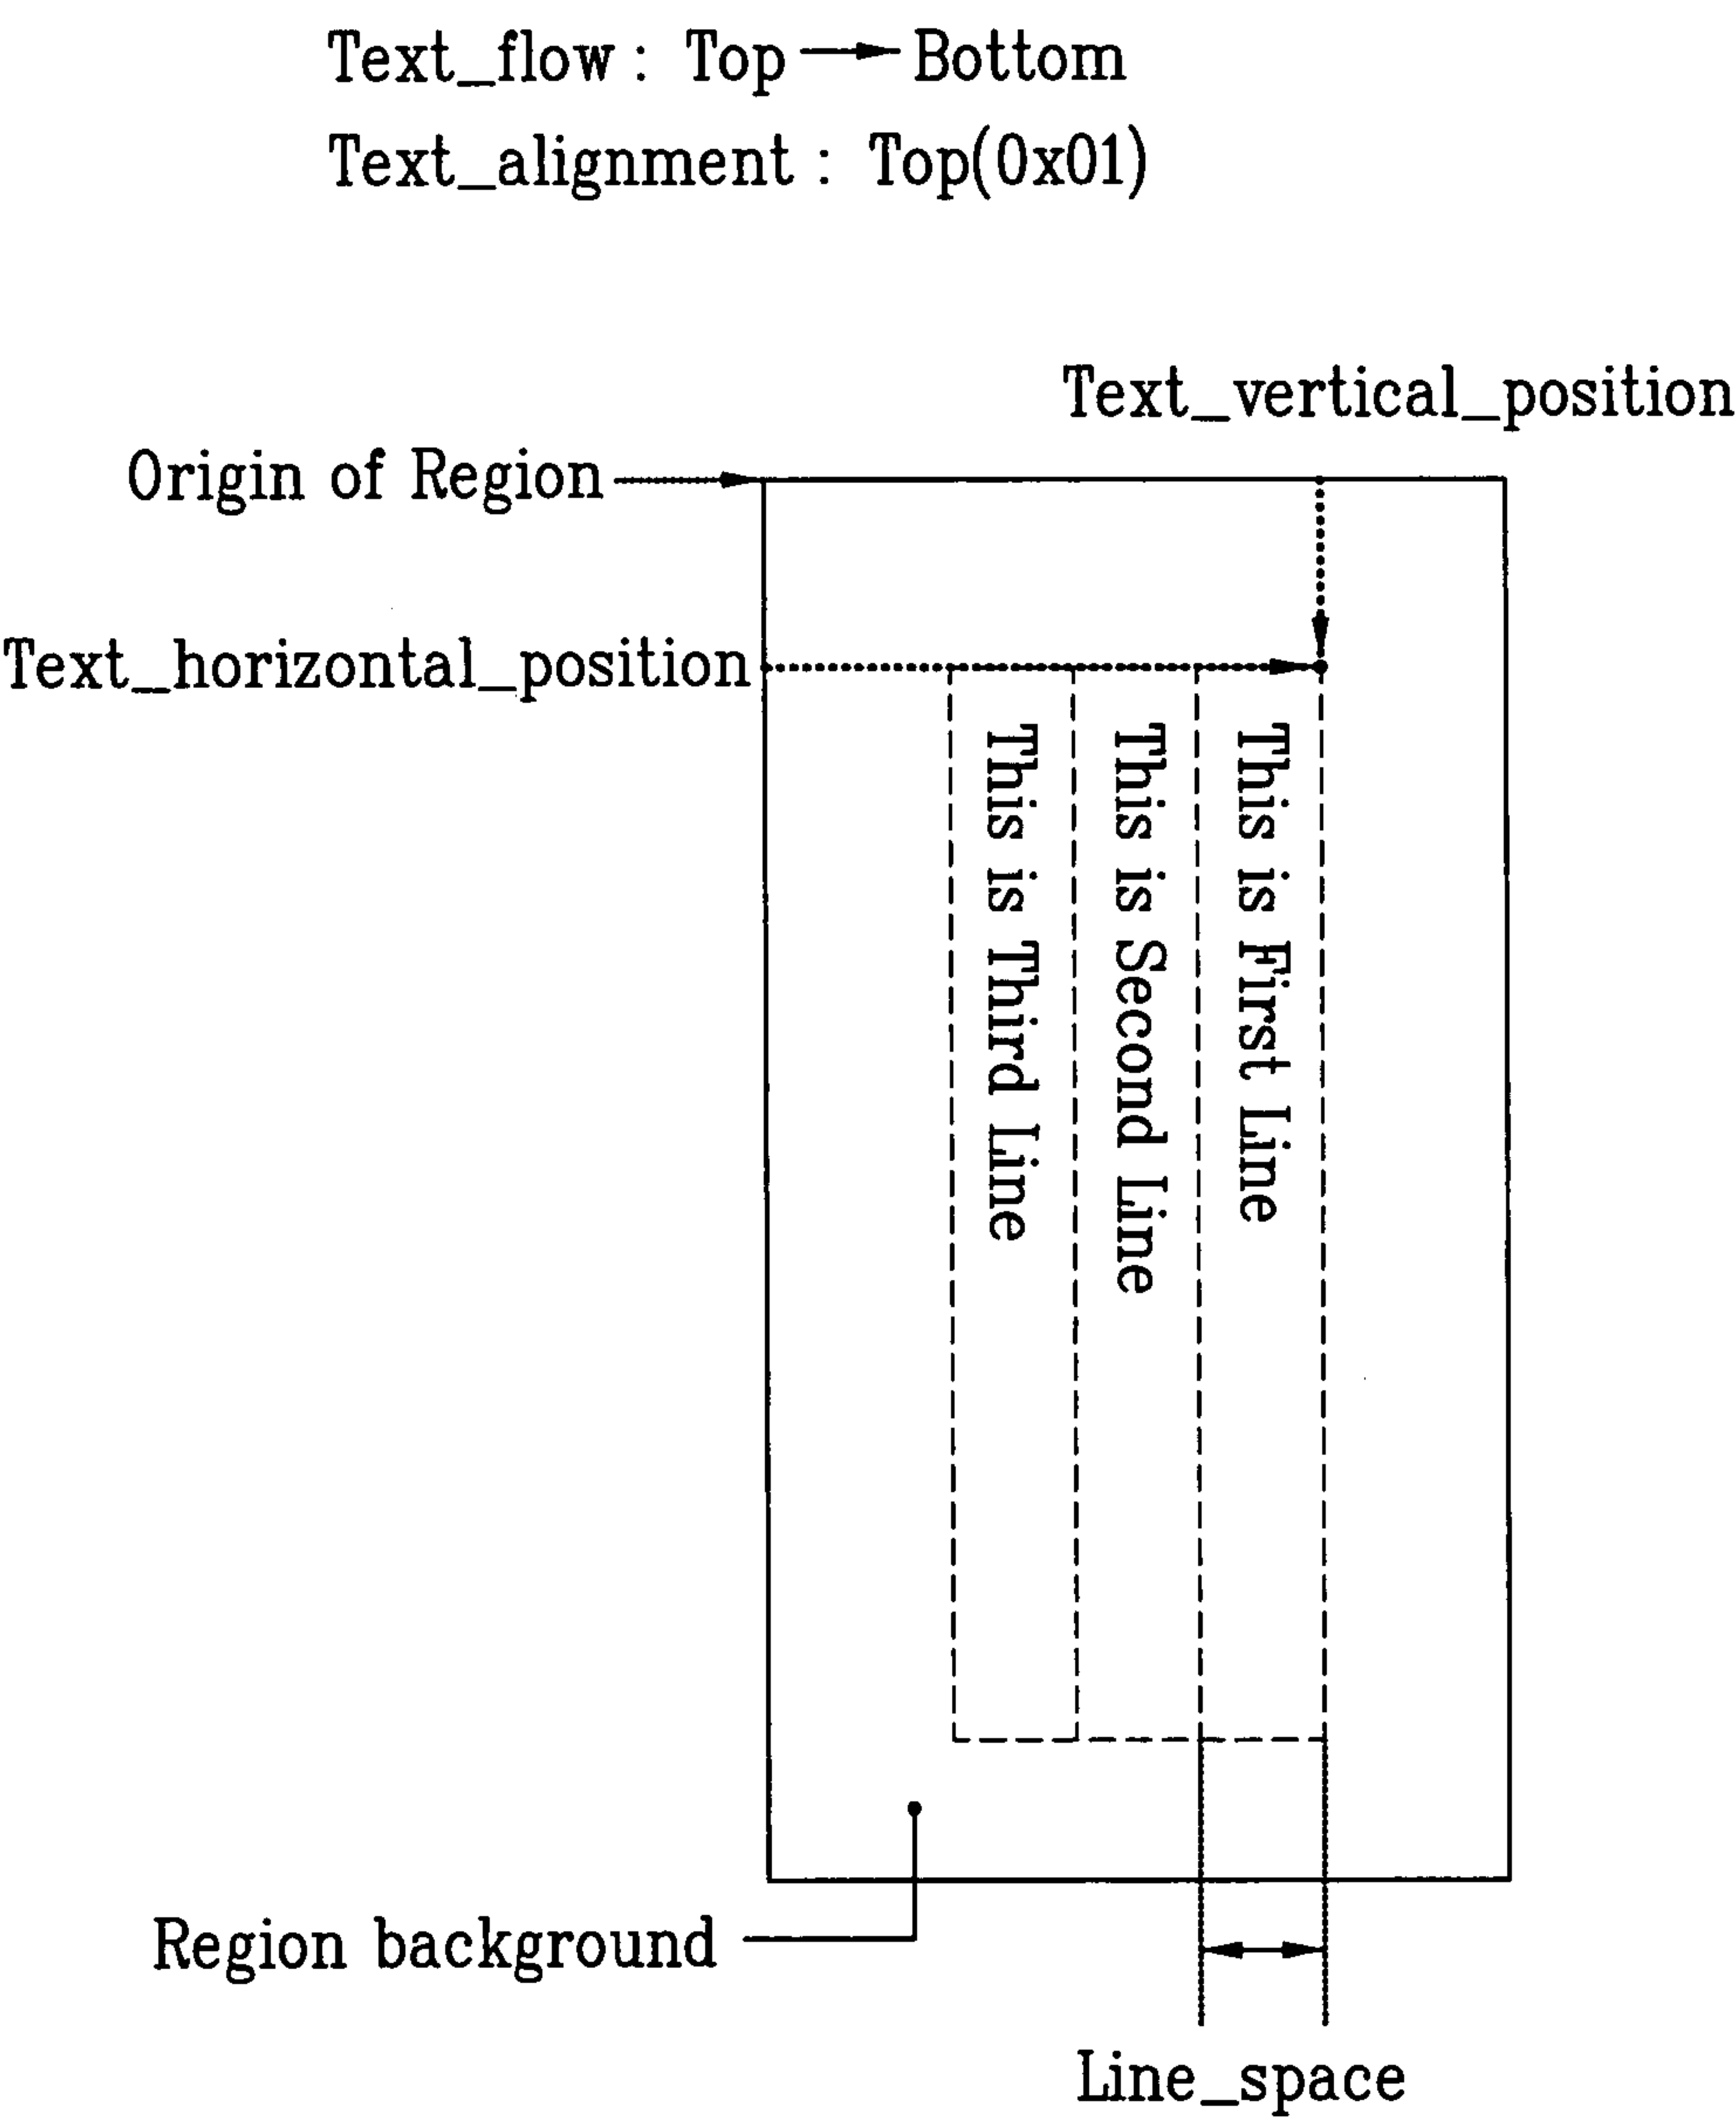 Text_flow : Top → Bottom
Text_alignment : Top(0x01)
Text_vertical_position
Origin of Region
Text_horizontal_position
This is First Line
This is Second Line
This is Third Line
Region background
Line_space